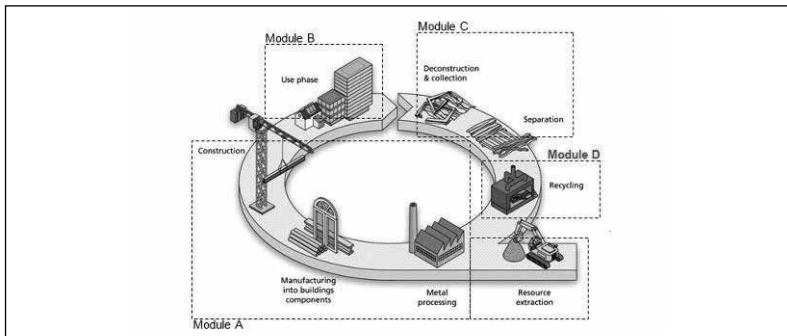 Module B
Use phase
Module C
Deconstruction
& collection
Separation
Module D
Recycling
Construction
Manufacturing
into buildings
components
Metal
processing
Resource
extraction
Module A